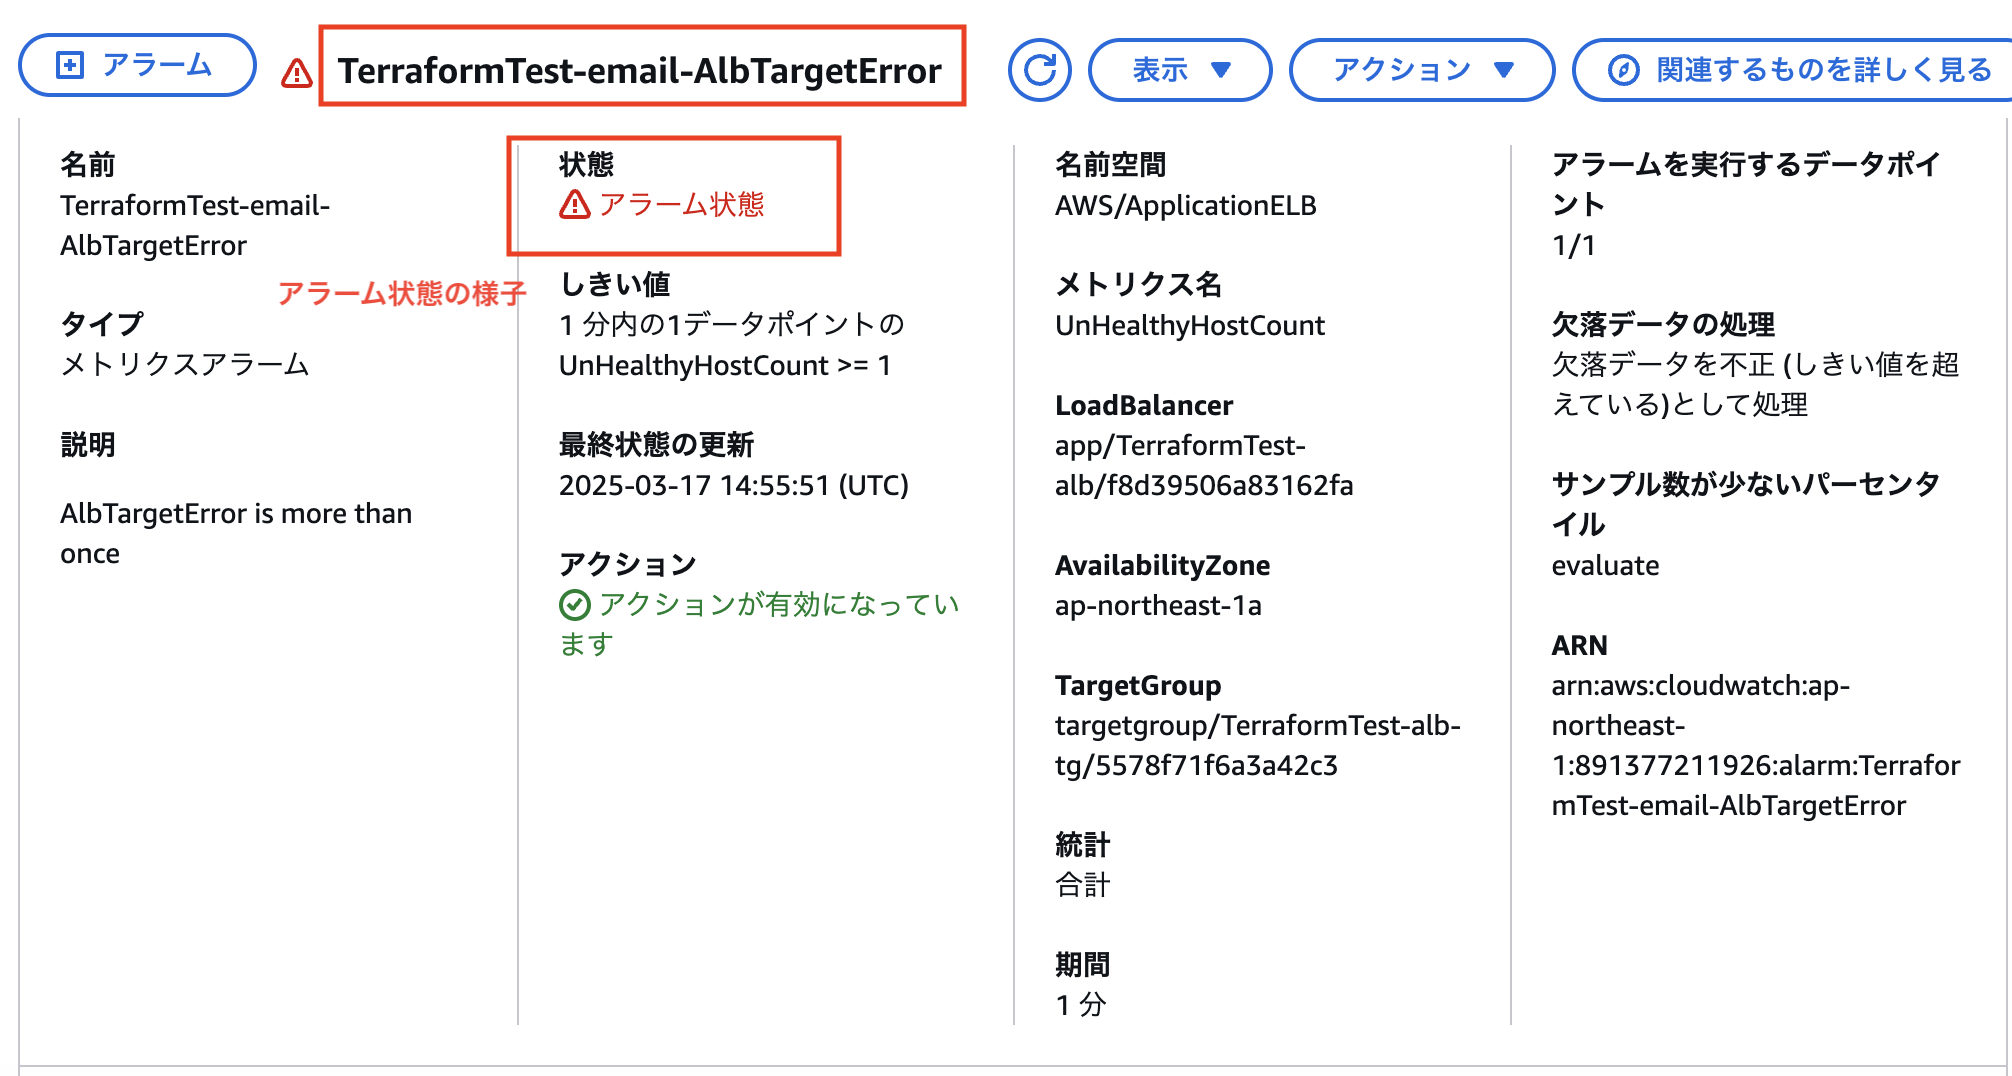 アラーム
TerraformTest-email-AlbTargetError
表示
アクション
関連するものを詳しく見る
名前
TerraformTest-email-
AlbTargetError
アラーム状態の様子
タイプ
メトリクスアラーム
説明
AlbTargetError is more than
once
状態
アラーム状態
しきい値
1 分内の1データポイントの
UnHealthyHostCount >= 1
最終状態の更新
2025-03-17 14:55:51 (UTC)
アクション
アクションが有効になってい
ます
名前空間
AWS/ApplicationELB
メトリクス名
UnHealthyHostCount
LoadBalancer
app/TerraformTest-
alb/f8d39506a83162fa
AvailabilityZone
ap-northeast-1a
TargetGroup
targetgroup/TerraformTest-alb-
tg/5578f71f6a3a42c3
統計
合計
期間
1 分
アラームを実行するデータポイ
ント
1/1
欠落データの処理
欠落データを不正 (しきい値を超
えている)として処理
サンプル数が少ないパーセンタ
イル
evaluate
ARN
arn:aws:cloudwatch:ap-
northeast-
1:891377211926:alarm:Terrafor
mTest-email-AlbTargetError